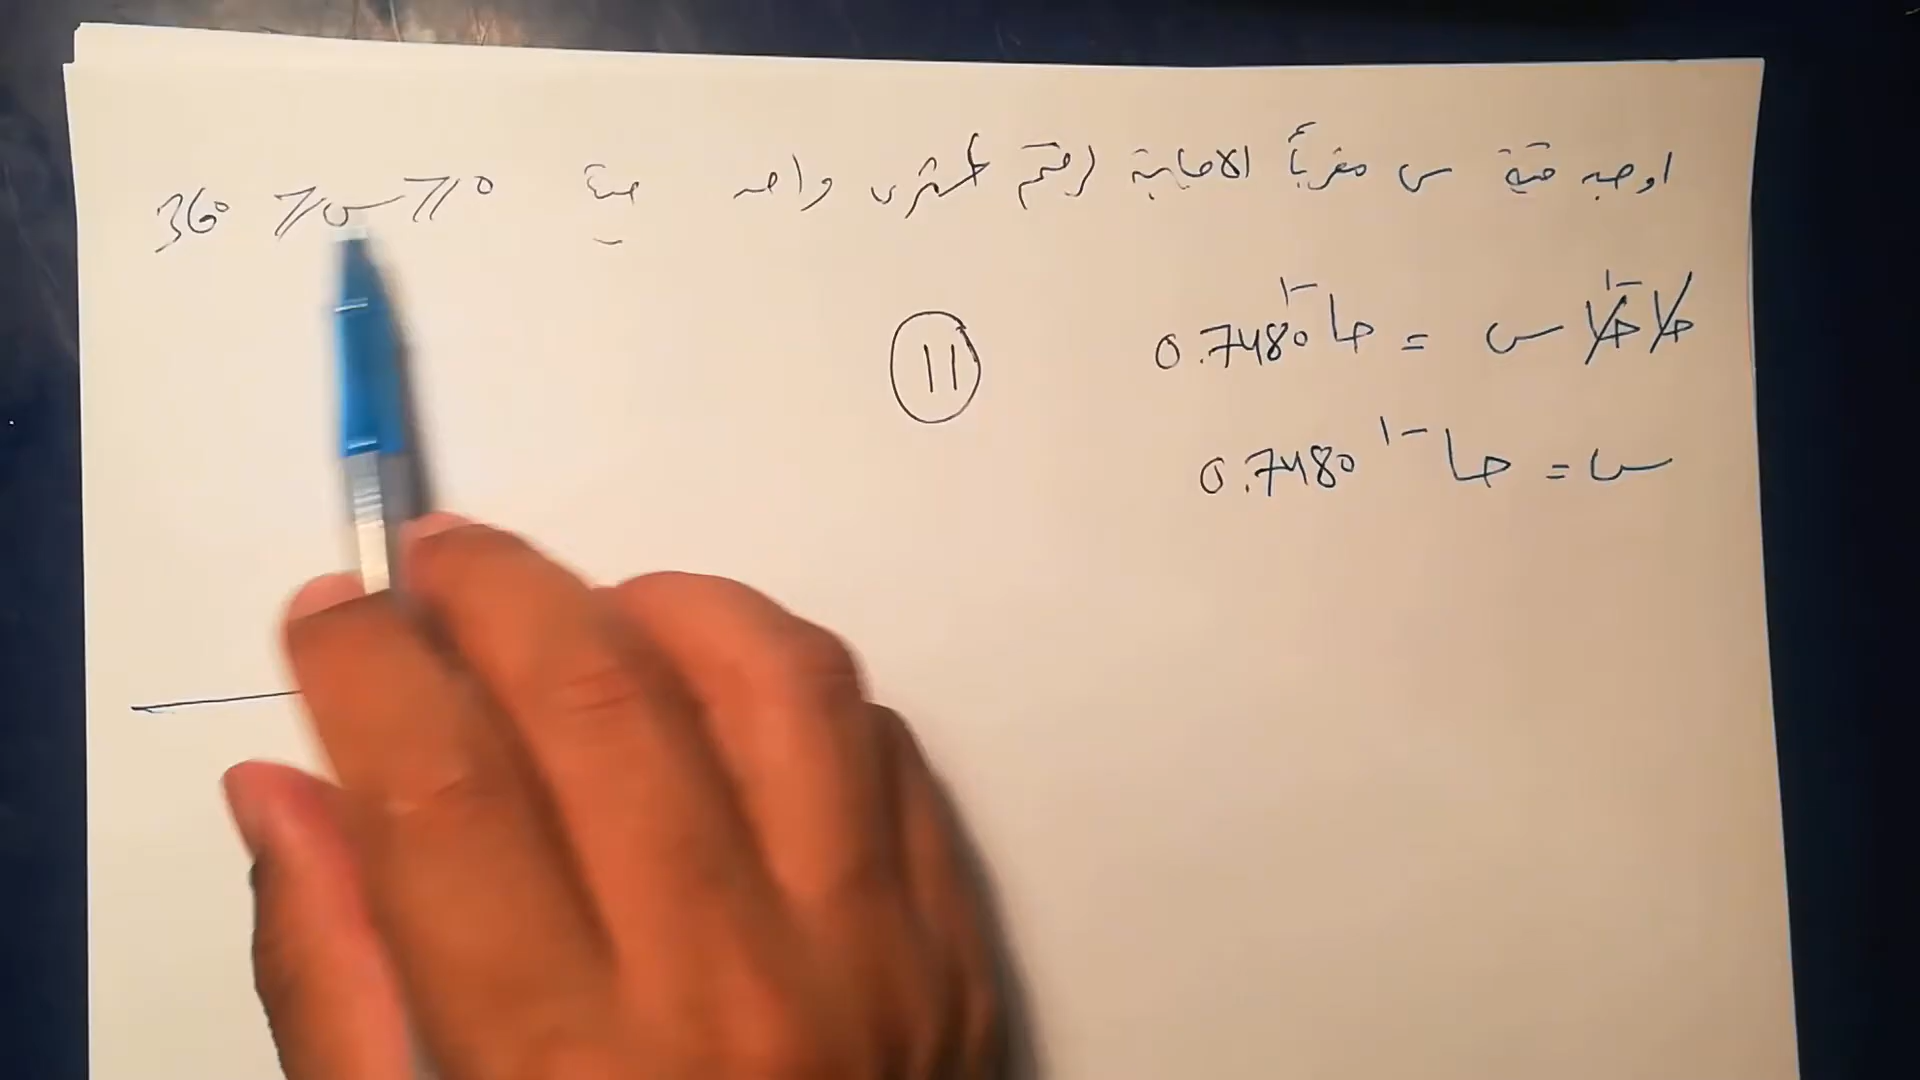 اوجد قيمة س مقرباً الاجابة لرقم عشري واحد حيث 0 ⩾ س ⩾ 360
جا⁻¹ جا س = جا⁻¹ 0.7480
11
س = جا⁻¹ 0.7480